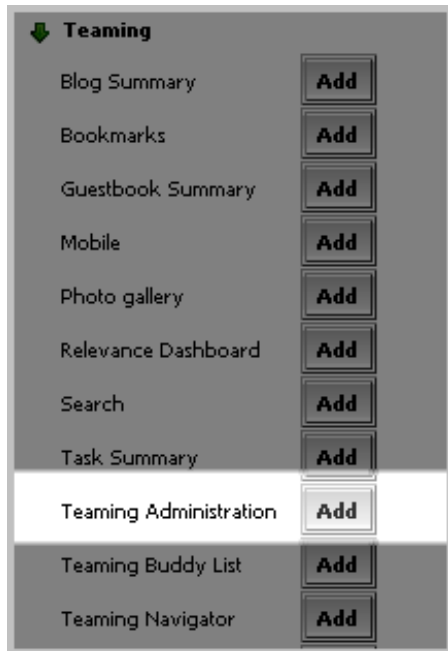 Teaming
Blog Summary Add
Bookmarks Add
Guestbook Summary Add
Mobile Add
Photo gallery Add
Relevance Dashboard Add
Search Add
Task Summary Add
Teaming Administration Add
Teaming Buddy List Add
Teaming Navigator Add